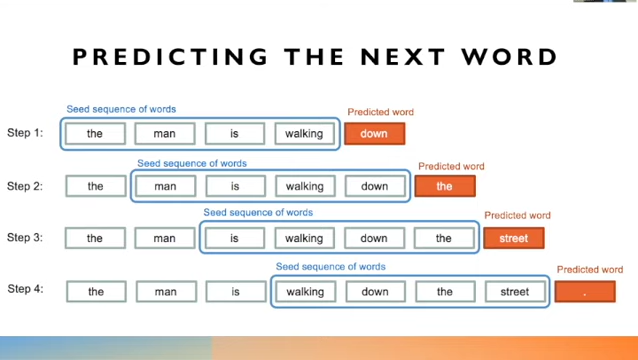 PREDICTING THE NEXT WORD
Seed sequence of words Predicted word
Step 1: the man is walking down
Seed sequence of words Predicted word
Step 2: the man is walking down the
Seed sequence of words Predicted word
Step 3: the man is walking down the street
Seed sequence of words Predicted word
Step 4: the man is walking down the street .